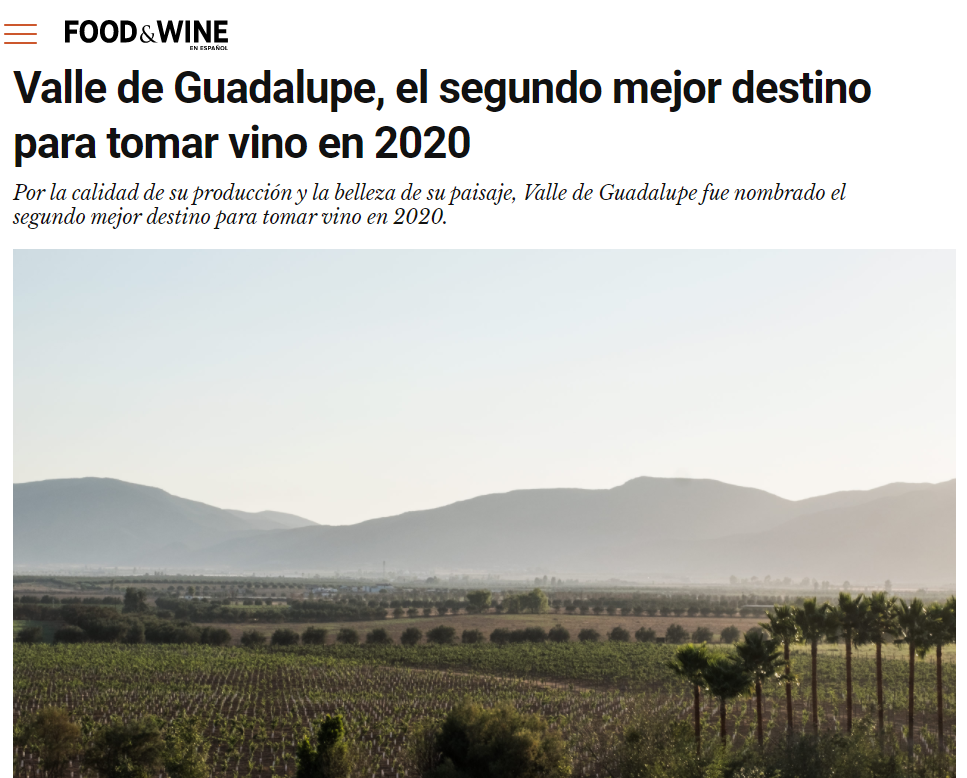 FOOD&WINE
EN ESPAÑOL
Valle de Guadalupe, el segundo mejor destino
para tomar vino en 2020
Por la calidad de su producción y la belleza de su paisaje, Valle de Guadalupe fue nombrado el
segundo mejor destino para tomar vino en 2020.